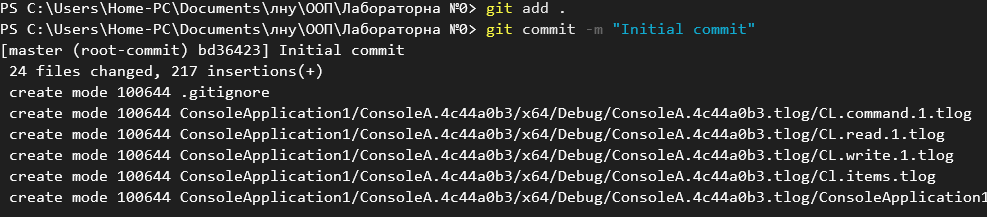 PS C:\Users\Home-PC\Documents\лну\ООП\Лабораторна №0> git add .
PS C:\Users\Home-PC\Documents\лну\ООП\Лабораторна №0> git commit -m "Initial commit"
[master (root-commit) bd36423] Initial commit
 24 files changed, 217 insertions(+)
 create mode 100644 .gitignore
 create mode 100644 ConsoleApplication1/ConsoleA.4c44a0b3/x64/Debug/ConsoleA.4c44a0b3.tlog/CL.command.1.tlog
 create mode 100644 ConsoleApplication1/ConsoleA.4c44a0b3/x64/Debug/ConsoleA.4c44a0b3.tlog/CL.read.1.tlog
 create mode 100644 ConsoleApplication1/ConsoleA.4c44a0b3/x64/Debug/ConsoleA.4c44a0b3.tlog/CL.write.1.tlog
 create mode 100644 ConsoleApplication1/ConsoleA.4c44a0b3/x64/Debug/ConsoleA.4c44a0b3.tlog/Cl.items.tlog
 create mode 100644 ConsoleApplication1/ConsoleA.4c44a0b3/x64/Debug/ConsoleA.4c44a0b3.tlog/ConsoleApplication1